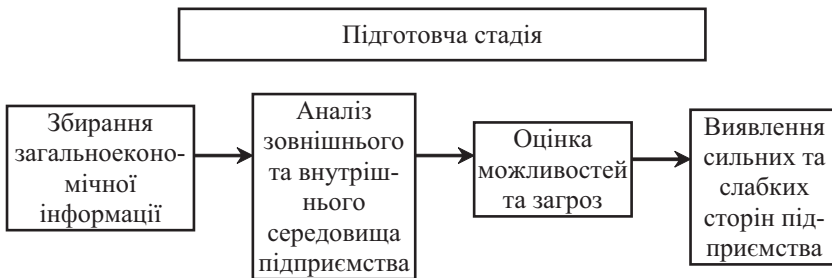 Підготовча стадія
Збирання
загальноеконо-
мічної
інформації
Аналіз
зовнішнього
та внутріш-
нього
середовища
підприємства
Оцінка
можливостей
та загроз
Виявлення
сильних та
слабких
сторін під-
приємства